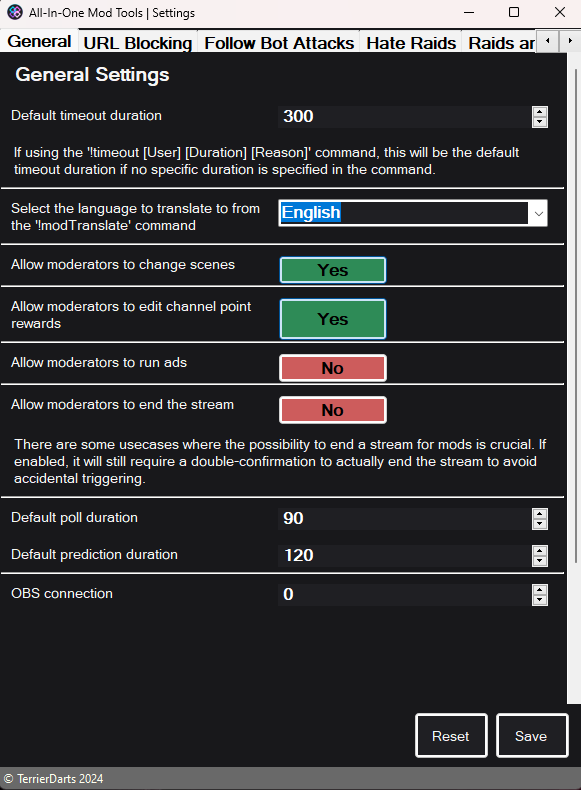 All-In-One Mod Tools | Settings
General URL Blocking Follow Bot Attacks Hate Raids Raids ar
General Settings
Default timeout duration 300
If using the '!timeout [User] [Duration] [Reason]' command, this will be the default
timeout duration if no specific duration is specified in the command.
Select the language to translate to from
the '!modTranslate' command
English
Allow moderators to change scenes Yes
Allow moderators to edit channel point
rewards
Yes
Allow moderators to run ads No
Allow moderators to end the stream No
There are some usecases where the possibility to end a stream for mods is crucial. If
enabled, it will still require a double-confirmation to actually end the stream to avoid
accidental triggering.
Default poll duration 90
Default prediction duration 120
OBS connection 0
Reset Save
© TerrierDarts 2024